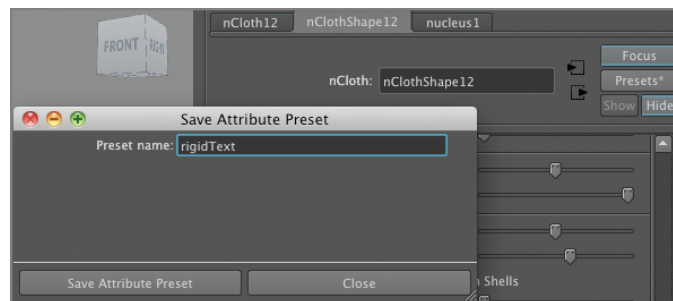 nCloth12 nClothShape12 nucleus1
FRONT RIGHT
Focus
nCloth: nClothShape12
Presets*
Show Hide
Save Attribute Preset
Preset name: rigidText
Save Attribute Preset Close
Shells